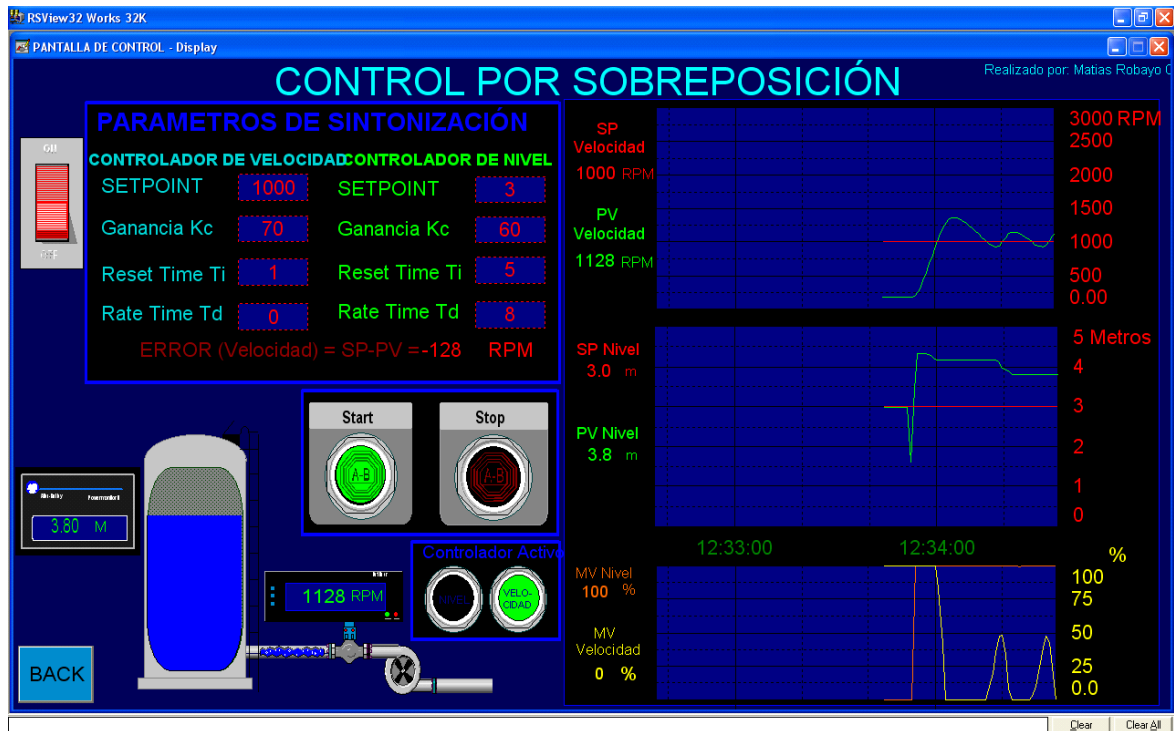 RSView32 Works 32K
PANTALLA DE CONTROL - Display
CONTROL POR SOBREPOSICIÓN
Realizado por: Matias Robayo
PARAMETROS DE SINTONIZACIÓN
CONTROLADOR DE VELOCIDAD
SETPOINT 1000
Ganancia Kc 70
Reset Time Ti 1
Rate Time Td 0
CONTROLADOR DE NIVEL
SETPOINT 3
Ganancia Kc 60
Reset Time Ti 5
Rate Time Td 8
ERROR (Velocidad) = SP-PV = -128 RPM
Start
A-B
Stop
A-B
3.80 M
Controlador Activo
NIVEL
VELO-
CIDAD
1128 RPM
BACK
SP
Velocidad
1000 RPM
PV
Velocidad
1128 RPM
3000 RPM
2500
2000
1500
1000
500
0.00
SP Nivel
3.0 m
PV Nivel
3.8 m
5 Metros
4
3
2
1
0
12:33:00 12:34:00
%
MV Nivel
100 %
MV
Velocidad
0 %
100
75
50
25
0.0
Clear
Clear All